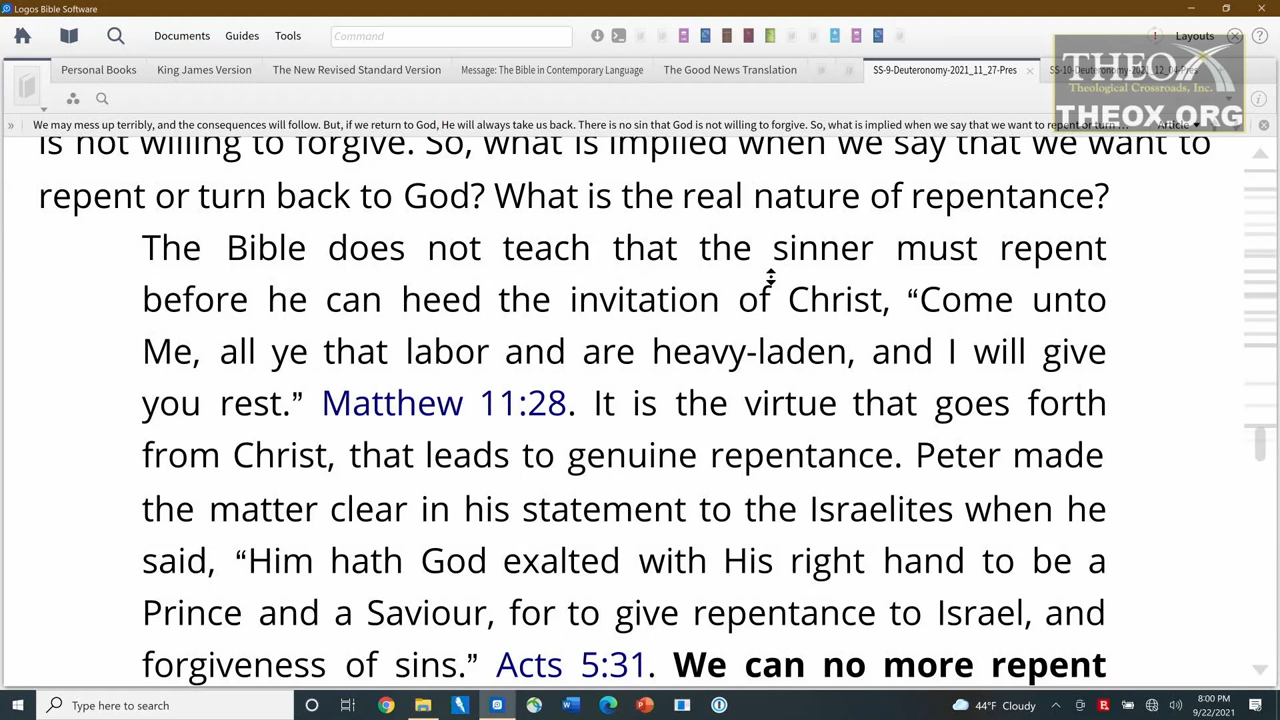 Logos Bible Software
Documents Guides Tools Command Layouts
Personal Books King James Version The New Revised Message: The Bible in Contemporary Language The Good News Translation SS-9-Deuteronomy-2021_11_27-Pres SS-10-Deuteronomy-2021_12_04-Pres
THEOX
Theological Crossroads, Inc.
THEOX.ORG
We may mess up terribly, and the consequences will follow. But, if we turn to God, He will always take us back. There is no sin that God is not willing to forgive. So, what is implied when we say that we want to repent or turn ... Article
is not willing to forgive. So, what is implied when we say that we want to
repent or turn back to God? What is the real nature of repentance?
The Bible does not teach that the sinner must repent
before he can heed the invitation of Christ, “Come unto
Me, all ye that labor and are heavy-laden, and I will give
you rest.” Matthew 11:28. It is the virtue that goes forth
from Christ, that leads to genuine repentance. Peter made
the matter clear in his statement to the Israelites when he
said, “Him hath God exalted with His right hand to be a
Prince and a Saviour, for to give repentance to Israel, and
forgiveness of sins.” Acts 5:31. We can no more repent
Type here to search
44°F Cloudy
8:00 PM
9/22/2021